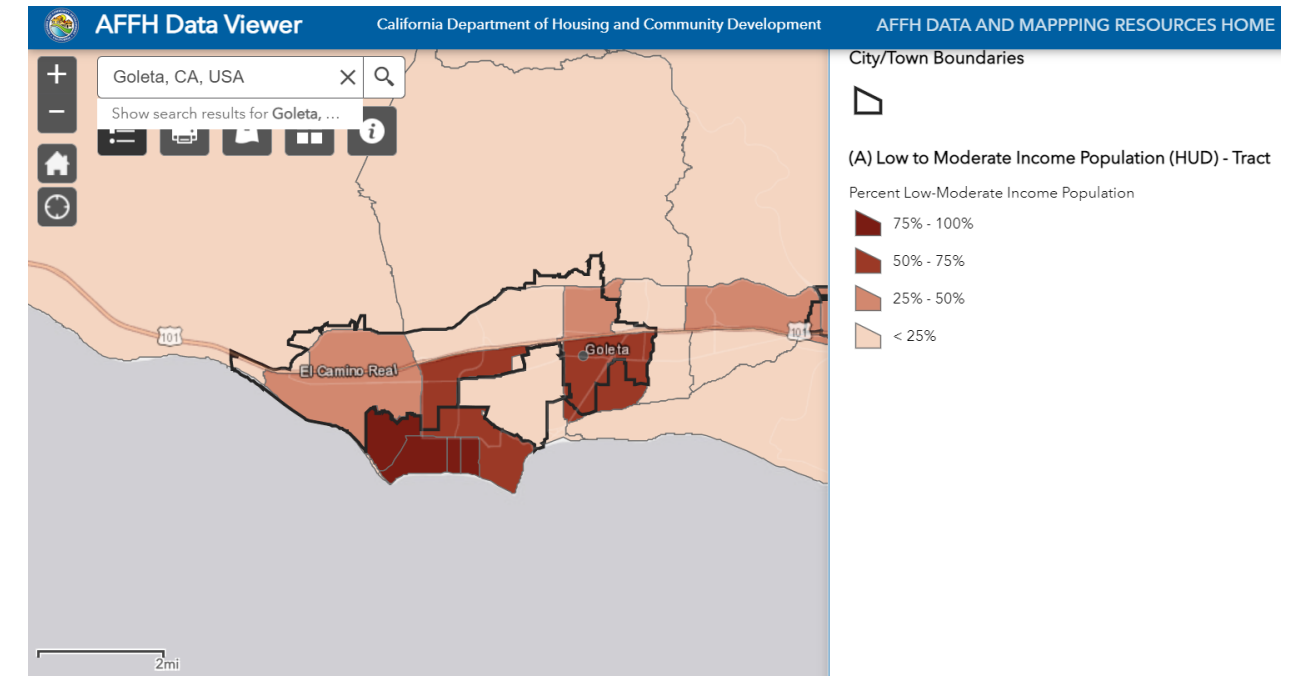 AFFH Data Viewer
California Department of Housing and Community Development
AFFH DATA AND MAPPPING RESOURCES HOME
+
Goleta, CA, USA
−
Show search results for Goleta, ...
City/Town Boundaries
(A) Low to Moderate Income Population (HUD) - Tract
Percent Low-Moderate Income Population
75% - 100%
50% - 75%
25% - 50%
< 25%
101
101
Goleta
El Camino Real
2mi